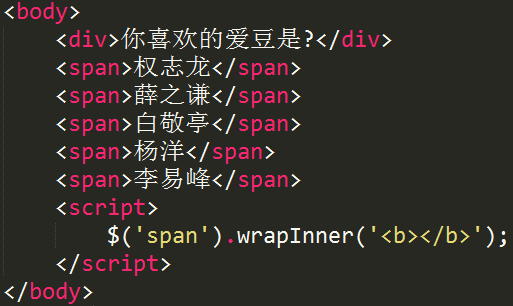 <body>
<div>你喜欢的爱豆是?</div>
<span>权志龙</span>
<span>薛之谦</span>
<span>白敬亭</span>
<span>杨洋</span>
<span>李易峰</span>
<script>
$('span').wrapInner('<b></b>');
</script>
</body>